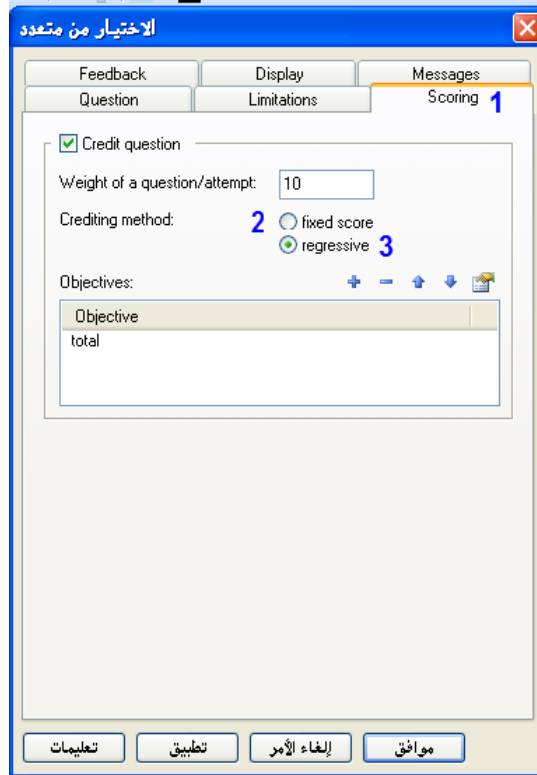 الاختيار من متعدد
Feedback Display Messages
Question Limitations Scoring 1
Credit question
Weight of a question/attempt: 10
Crediting method: 2 fixed score
regressive 3
Objectives:
Objective
total
تعليمات تطبيق إلغاء الأمر موافق